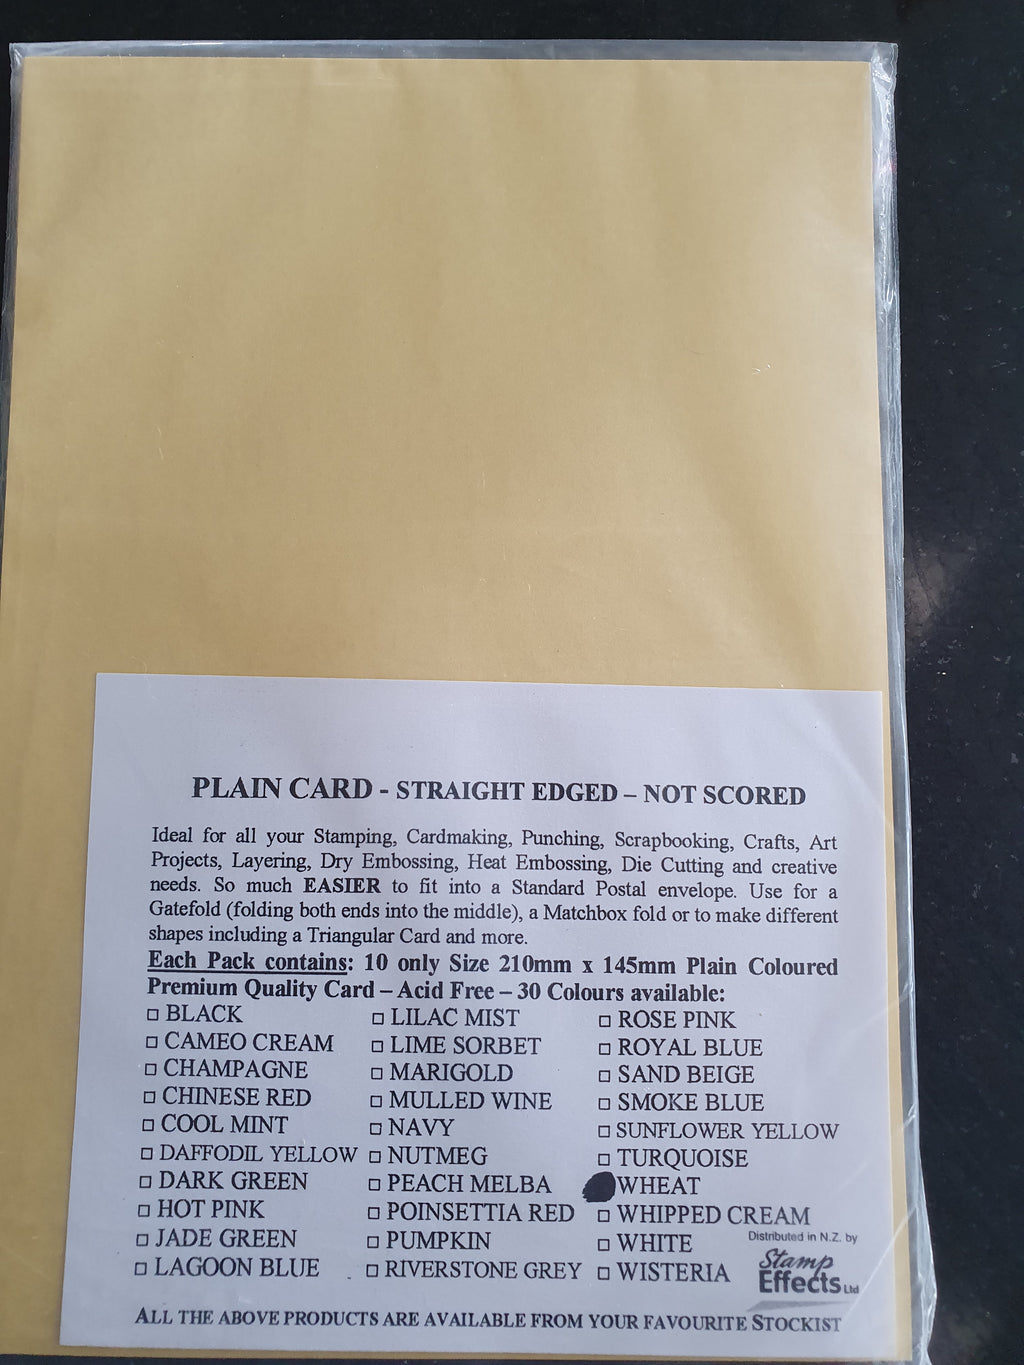 PLAIN CARD - STRAIGHT EDGED – NOT SCORED
Ideal for all your Stamping, Cardmaking, Punching, Scrapbooking, Crafts, Art
Projects, Layering, Dry Embossing, Heat Embossing, Die Cutting and creative
needs. So much EASIER to fit into a Standard Postal envelope. Use for a
Gatefold (folding both ends into the middle), a Matchbox fold or to make different
shapes including a Triangular Card and more.
Each Pack contains: 10 only Size 210mm x 145mm Plain Coloured
Premium Quality Card – Acid Free – 30 Colours available:
BLACK
CAMEO CREAM
CHAMPAGNE
CHINESE RED
COOL MINT
DAFFODIL YELLOW
DARK GREEN
HOT PINK
JADE GREEN
LAGOON BLUE
LILAC MIST
LIME SORBET
MARIGOLD
MULLED WINE
NAVY
NUTMEG
PEACH MELBA
POINSETTIA RED
PUMPKIN
RIVERSTONE GREY
ROSE PINK
ROYAL BLUE
SAND BEIGE
SMOKE BLUE
SUNFLOWER YELLOW
TURQUOISE
WHEAT
WHIPPED CREAM
WHITE
WISTERIA
Distributed in N.Z. by
Stamp
Effects Ltd
ALL THE ABOVE PRODUCTS ARE AVAILABLE FROM YOUR FAVOURITE STOCKIST